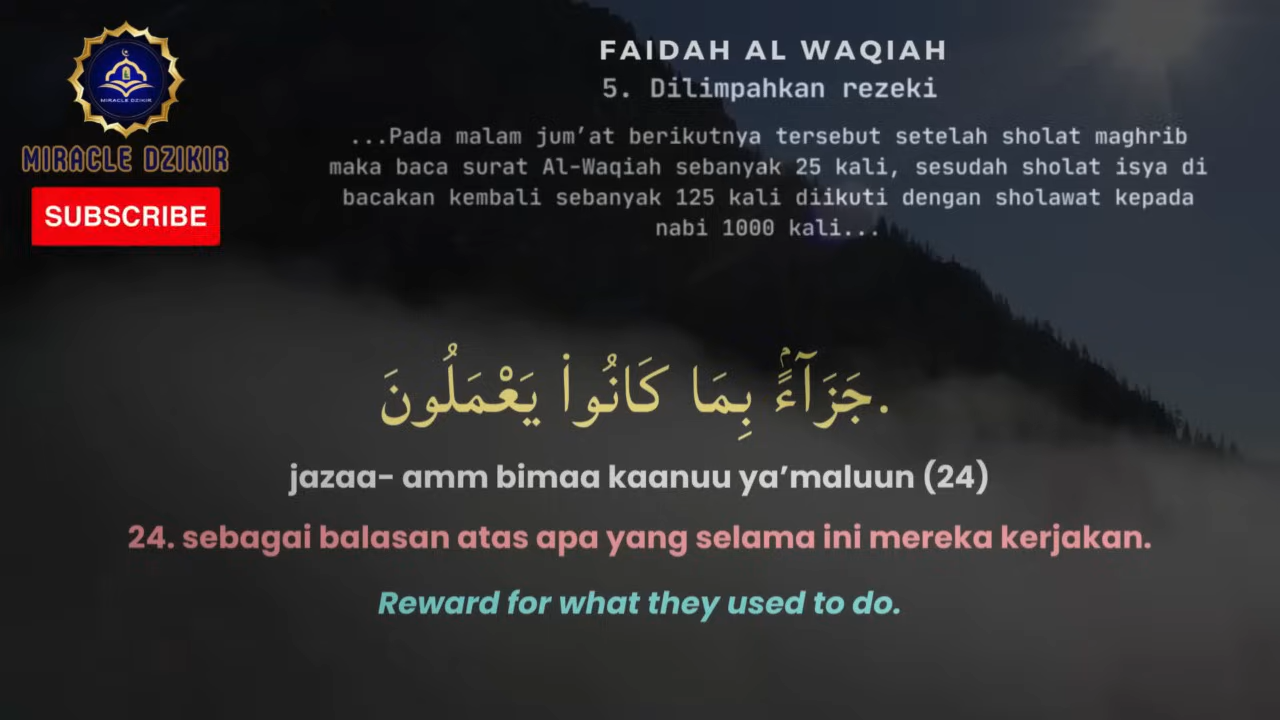 FAIDAH AL WAQIAH
5. Dilimpahkan rezeki
...Pada malam jum’at berikutnya tersebut setelah sholat maghrib
maka baca surat Al-Waqiah sebanyak 25 kali, sesudah sholat isya di
bacakan kembali sebanyak 125 kali diikuti dengan sholawat kepada
nabi 1000 kali...
MIRACLE DZIKIR
MIRACLE DZIKIR
SUBSCRIBE
جَزَآءًۢ بِمَا كَانُوا۟ يَعْمَلُونَ.
jazaa- amm bimaa kaanuu ya’maluun (24)
24. sebagai balasan atas apa yang selama ini mereka kerjakan.
Reward for what they used to do.